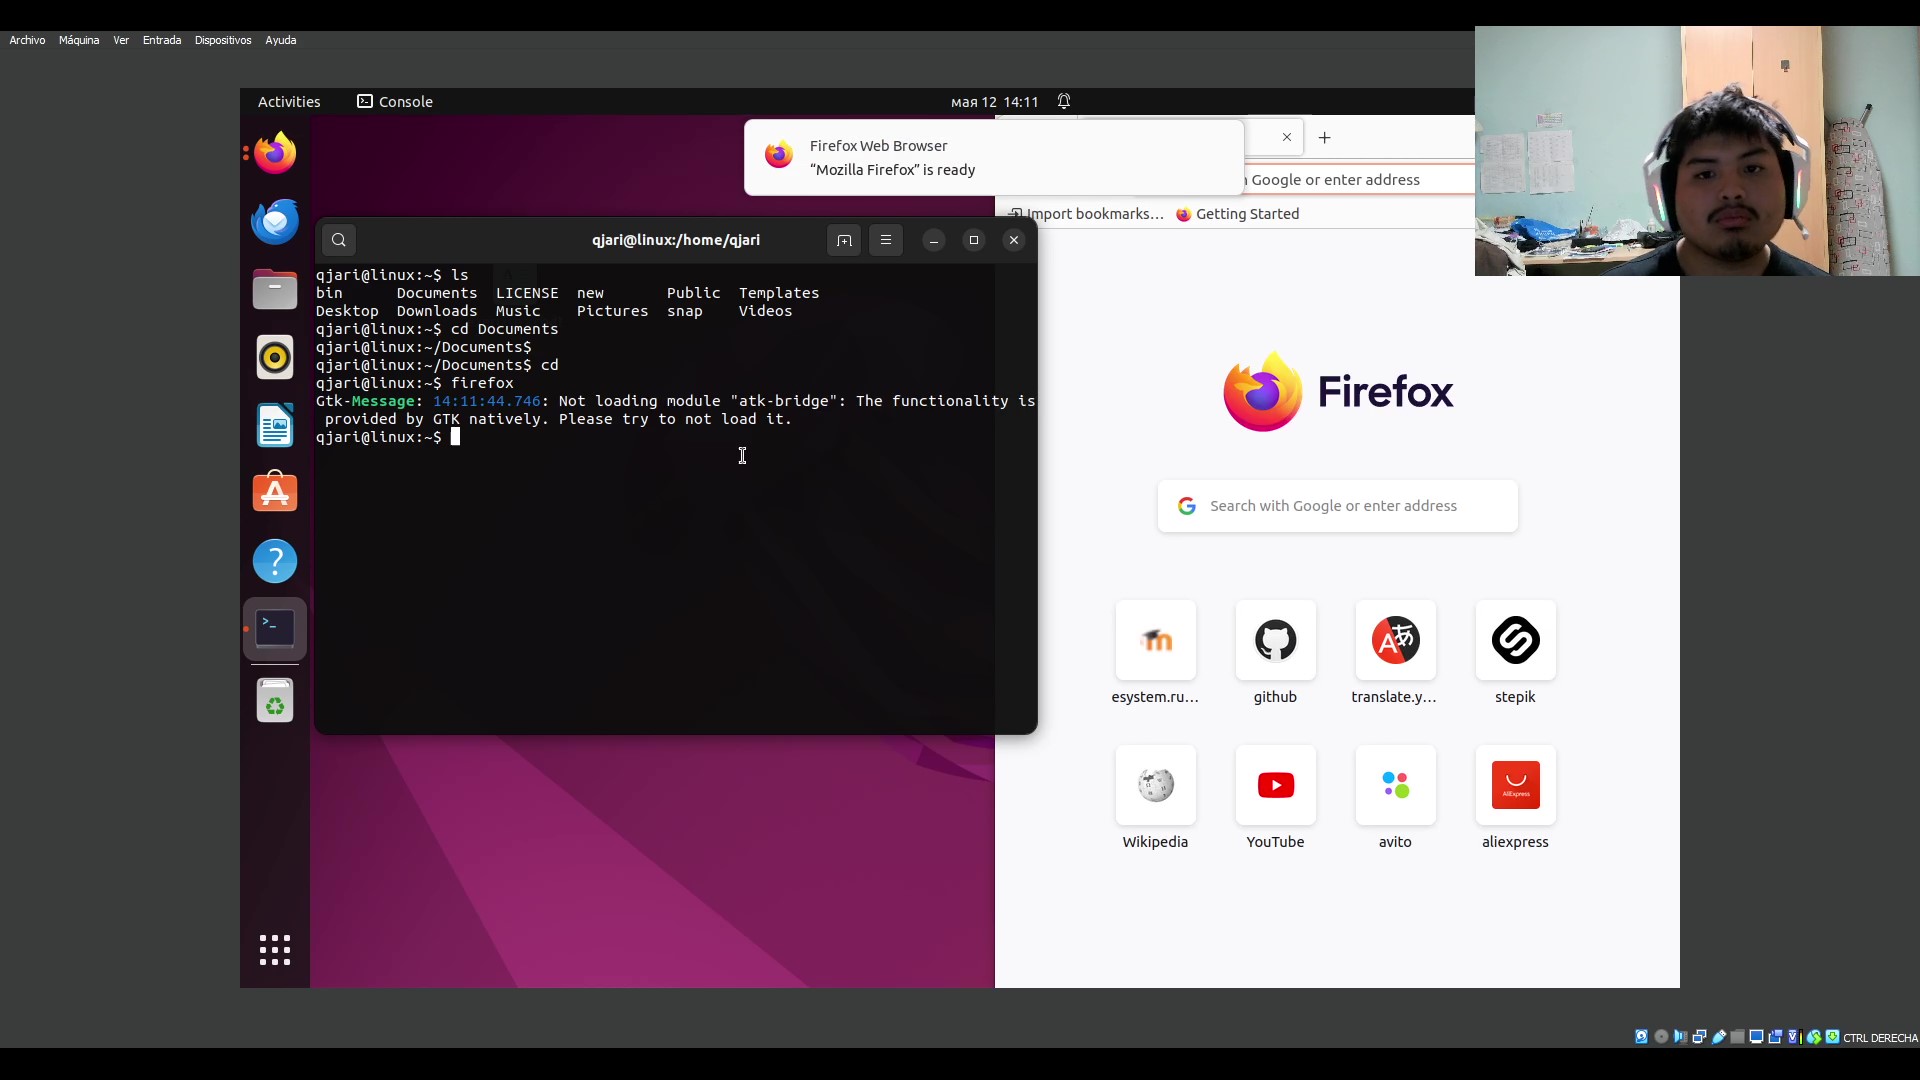 Archivo Máquina Ver Entrada Dispositivos Ayuda
Activities Console мая 12 14:11
Firefox Web Browser
“Mozilla Firefox” is ready
Google or enter address
Import bookmarks... Getting Started
qjari@linux:/home/qjari
qjari@linux:~$ ls
bin Documents LICENSE new Public Templates
Desktop Downloads Music Pictures snap Videos
qjari@linux:~$ cd Documents
qjari@linux:~/Documents$
qjari@linux:~/Documents$ cd
qjari@linux:~$ firefox
Gtk-Message: 14:11:44.746: Not loading module "atk-bridge": The functionality is
provided by GTK natively. Please try to not load it.
qjari@linux:~$
Firefox
Search with Google or enter address
esystem.ru... github translate.y... stepik
Wikipedia YouTube avito aliexpress
CTRL DERECHA